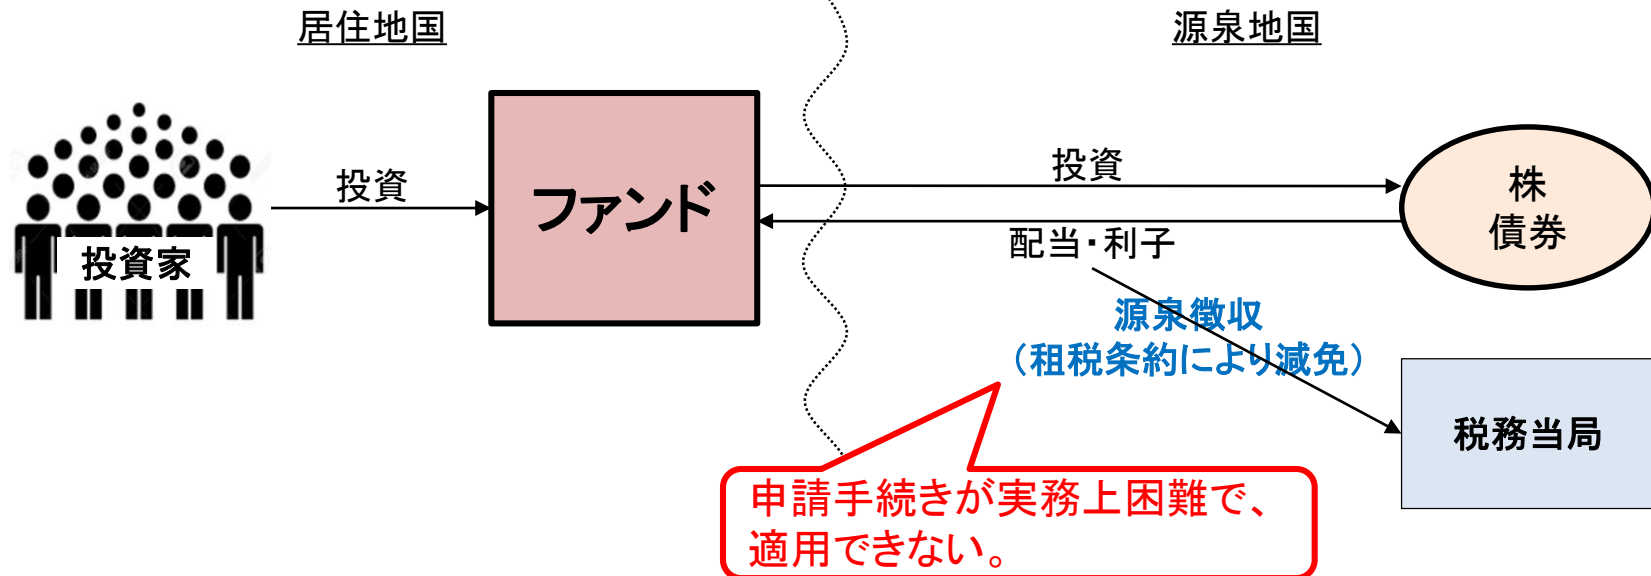 居住地国
源泉地国
投資家
投資
ファンド
投資
配当・利子
株
債券
源泉徴収
（租税条約により減免）
税務当局
申請手続きが実務上困難で、
適用できない。